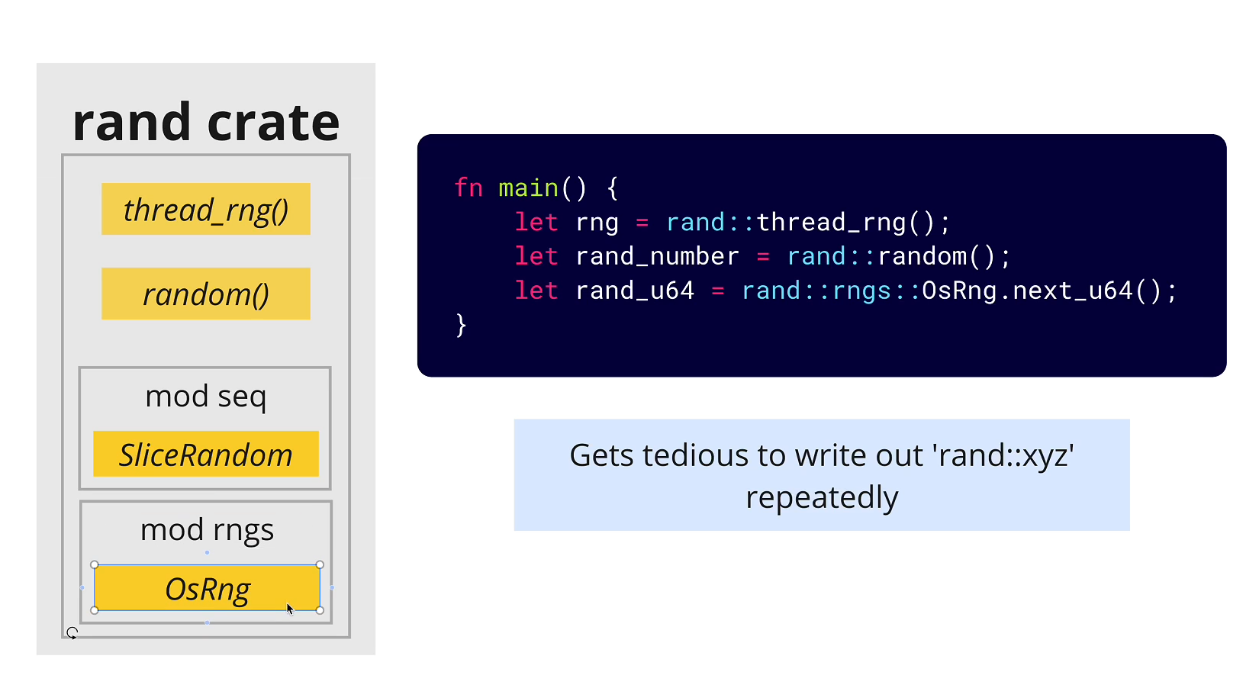 rand crate
thread_rng()
random()
mod seq
SliceRandom
mod rngs
OsRng
fn main() {
    let rng = rand::thread_rng();
    let rand_number = rand::random();
    let rand_u64 = rand::rngs::OsRng.next_u64();
}
Gets tedious to write out 'rand::xyz'
repeatedly